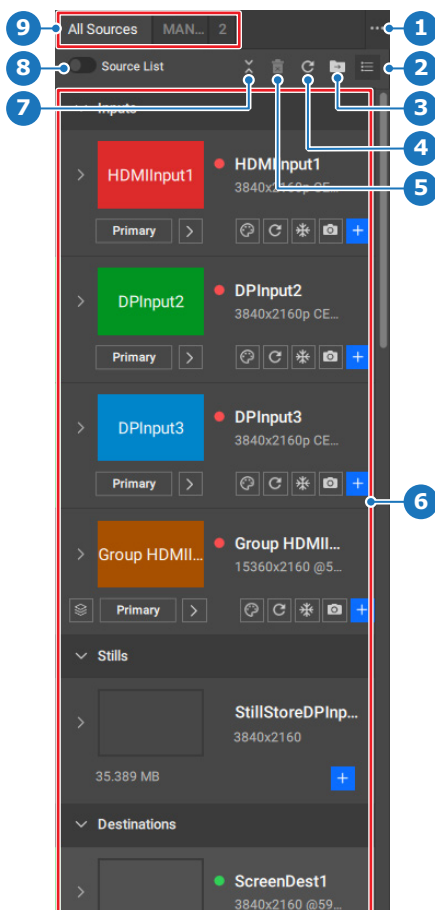 9
All Sources
MAN...
2
1
8
Source List
2
7
3
Inputs
4
5
HDMIInput1
HDMIInput1
3840x2160p CE...
Primary
DPInput2
DPInput2
3840x2160p CE...
Primary
DPInput3
DPInput3
3840x2160p CE...
Primary
6
Group HDMII...
Group HDMII...
15360x2160 @5...
Primary
Stills
StillStoreDPInp...
3840x2160
35.389 MB
Destinations
ScreenDest1
3840x2160 @59...